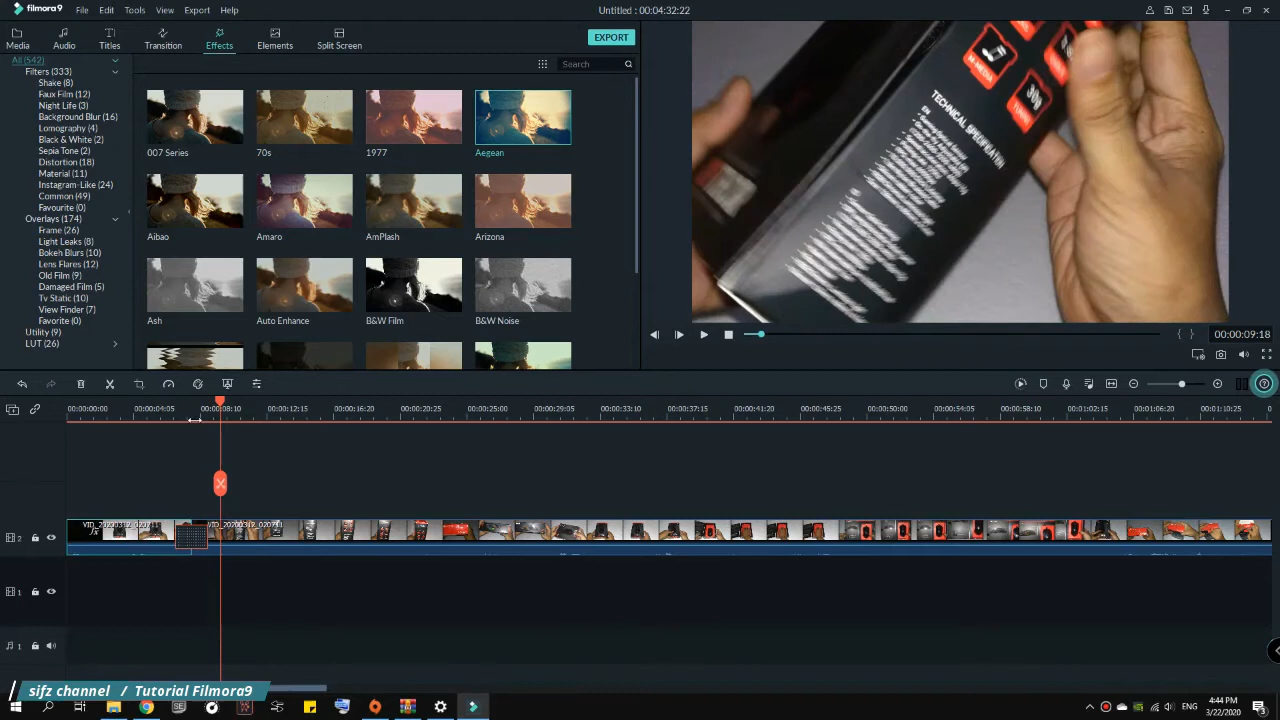 filmora9 File Edit Tools View Export Help Untitled : 00:04:32:22
Media Audio Titles Transition Effects Elements Split Screen EXPORT
All (542)
Filters (333)
Shake (8)
Faux Film (12)
Night Life (3)
Background Blur (16)
Lomography (4)
Black & White (2)
Sepia Tone (2)
Distortion (18)
Material (11)
Instagram-Like (24)
Common (49)
Favourite (0)
Overlays (174)
Frame (26)
Light Leaks (8)
Bokeh Blurs (10)
Lens Flares (12)
Old Film (9)
Damaged Film (5)
Tv Static (10)
View Finder (7)
Favorite (0)
Utility (9)
LUT (26)
Search
007 Series 70s 1977 Aegean
Aibao Amaro AmPlash Arizona
Ash Auto Enhance B&W Film B&W Noise
M-MEDIA
TECHNICAL SPECIFICATION
EN
00:00:09:18
00:00:00:00 00:00:04:05 00:00:08:10 00:00:12:15 00:00:16:20 00:00:20:25 00:00:25:00 00:00:29:05 00:00:33:10 00:00:37:15 00:00:41:20 00:00:45:25 00:00:50:00 00:00:54:05 00:00:58:10 00:01:02:15 00:01:06:20 00:01:10:25 0
2
1
1
sifz channel / Tutorial Filmora9
4:44 PM
3/22/2020